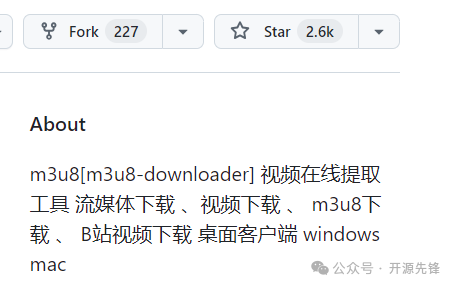 Fork 227 Star 2.6k
About
m3u8[m3u8-downloader] 视频在线提取
工具 流媒体下载 、视频下载 、 m3u8下
载 、 B站视频下载 桌面客户端 windows
mac
公众号 · 开源先锋